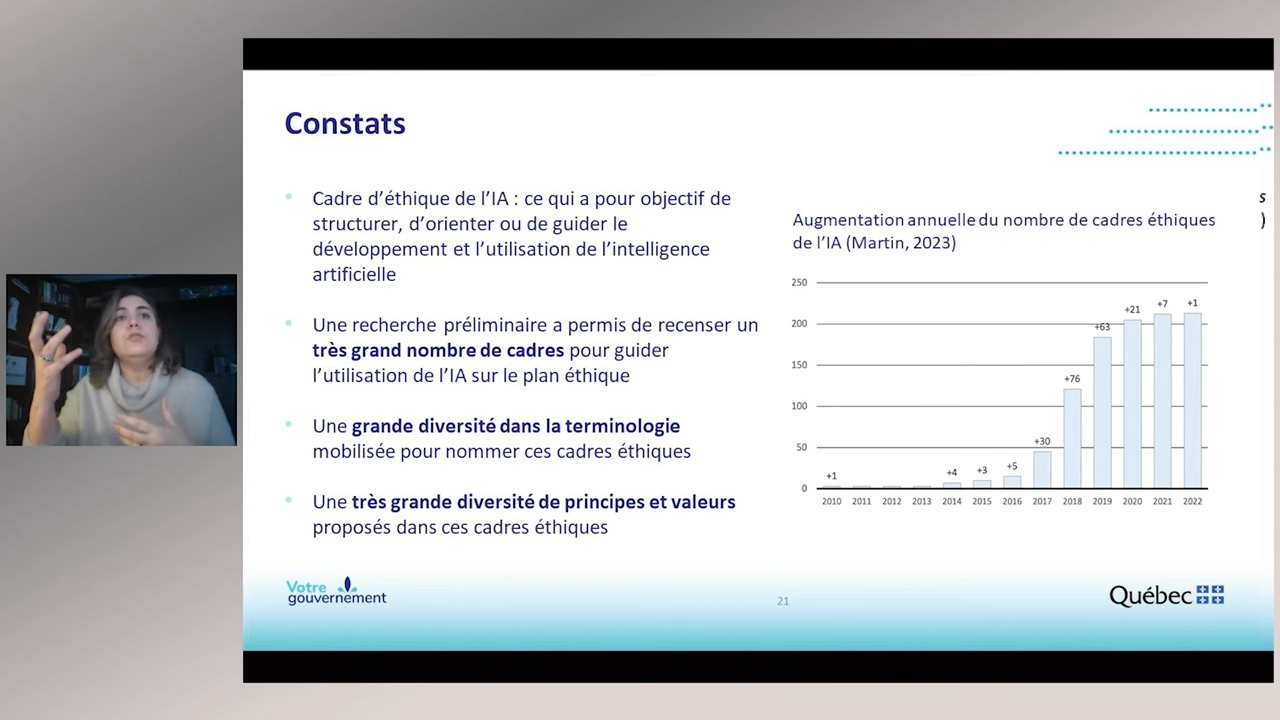 Constats
• Cadre d'éthique de l'IA : ce qui a pour objectif de
structurer, d'orienter ou de guider le
développement et l'utilisation de l'intelligence
artificielle
• Une recherche préliminaire a permis de recenser un
très grand nombre de cadres pour guider
l'utilisation de l'IA sur le plan éthique
• Une grande diversité dans la terminologie
mobilisée pour nommer ces cadres éthiques
• Une très grande diversité de principes et valeurs
proposés dans ces cadres éthiques
s
)
Augmentation annuelle du nombre de cadres éthiques
de l'IA (Martin, 2023)
250
200
150
100
50
0
+1
+4
+3
+5
+30
+76
+63
+21
+7
+1
2010 2011 2012 2013 2014 2015 2016 2017 2018 2019 2020 2021 2022
Votre
gouvernement
21
Québec